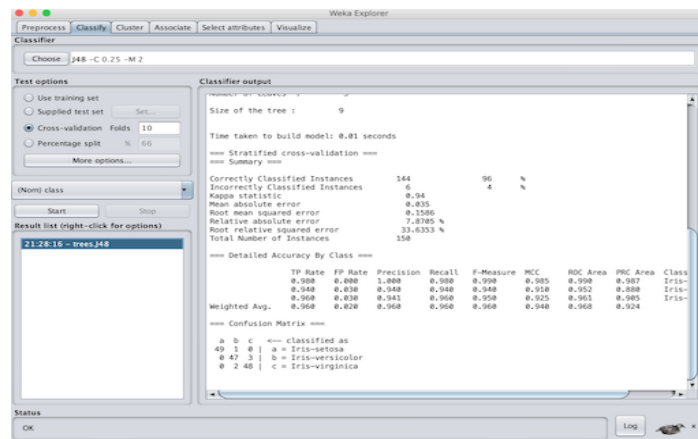 Weka Explorer
Preprocess Classify Cluster Associate Select attributes Visualize
Classifier
Choose J48 -C 0.25 -M 2
Test options
Use training set
Supplied test set Set...
Cross-validation Folds 10
Percentage split % 66
More options...
(Nom) class
Start Stop
Result list (right-click for options)
21:28:16 - trees.J48
Classifier output
Size of the tree : 9
Time taken to build model: 0.01 seconds
=== Stratified cross-validation ===
=== Summary ===
Correctly Classified Instances 144 96 %
Incorrectly Classified Instances 6 4 %
Kappa statistic 0.94
Mean absolute error 0.035
Root mean squared error 0.1586
Relative absolute error 7.8705 %
Root relative squared error 33.6353 %
Total Number of Instances 150
=== Detailed Accuracy By Class ===
TP Rate FP Rate Precision Recall F-Measure MCC ROC Area PRC Area Class
0.980 0.000 1.000 0.980 0.990 0.985 0.990 0.987 Iris-
0.940 0.030 0.940 0.940 0.940 0.910 0.952 0.880 Iris-
0.960 0.030 0.941 0.960 0.950 0.925 0.961 0.905 Iris-
Weighted Avg. 0.960 0.020 0.960 0.960 0.960 0.940 0.968 0.924
=== Confusion Matrix ===
a b c <-- classified as
49 1 0 | a = Iris-setosa
0 47 3 | b = Iris-versicolor
0 2 48 | c = Iris-virginica
Status
OK
Log
x